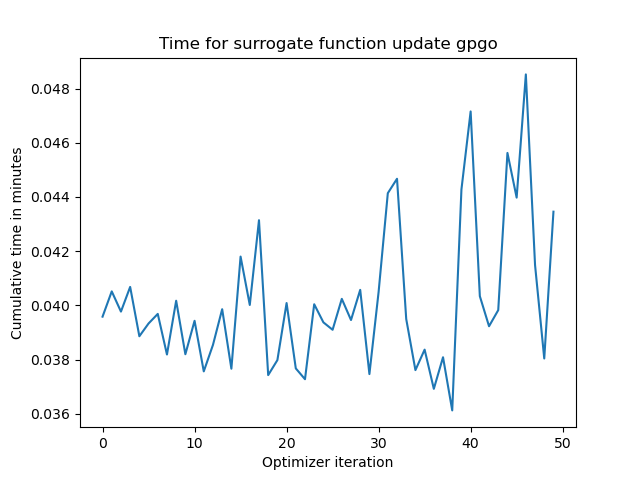 Time for surrogate function update gpgo
0.048
0.046
0.044
0.042
0.040
0.038
0.036
Cumulative time in minutes
0 10 20 30 40 50
Optimizer iteration